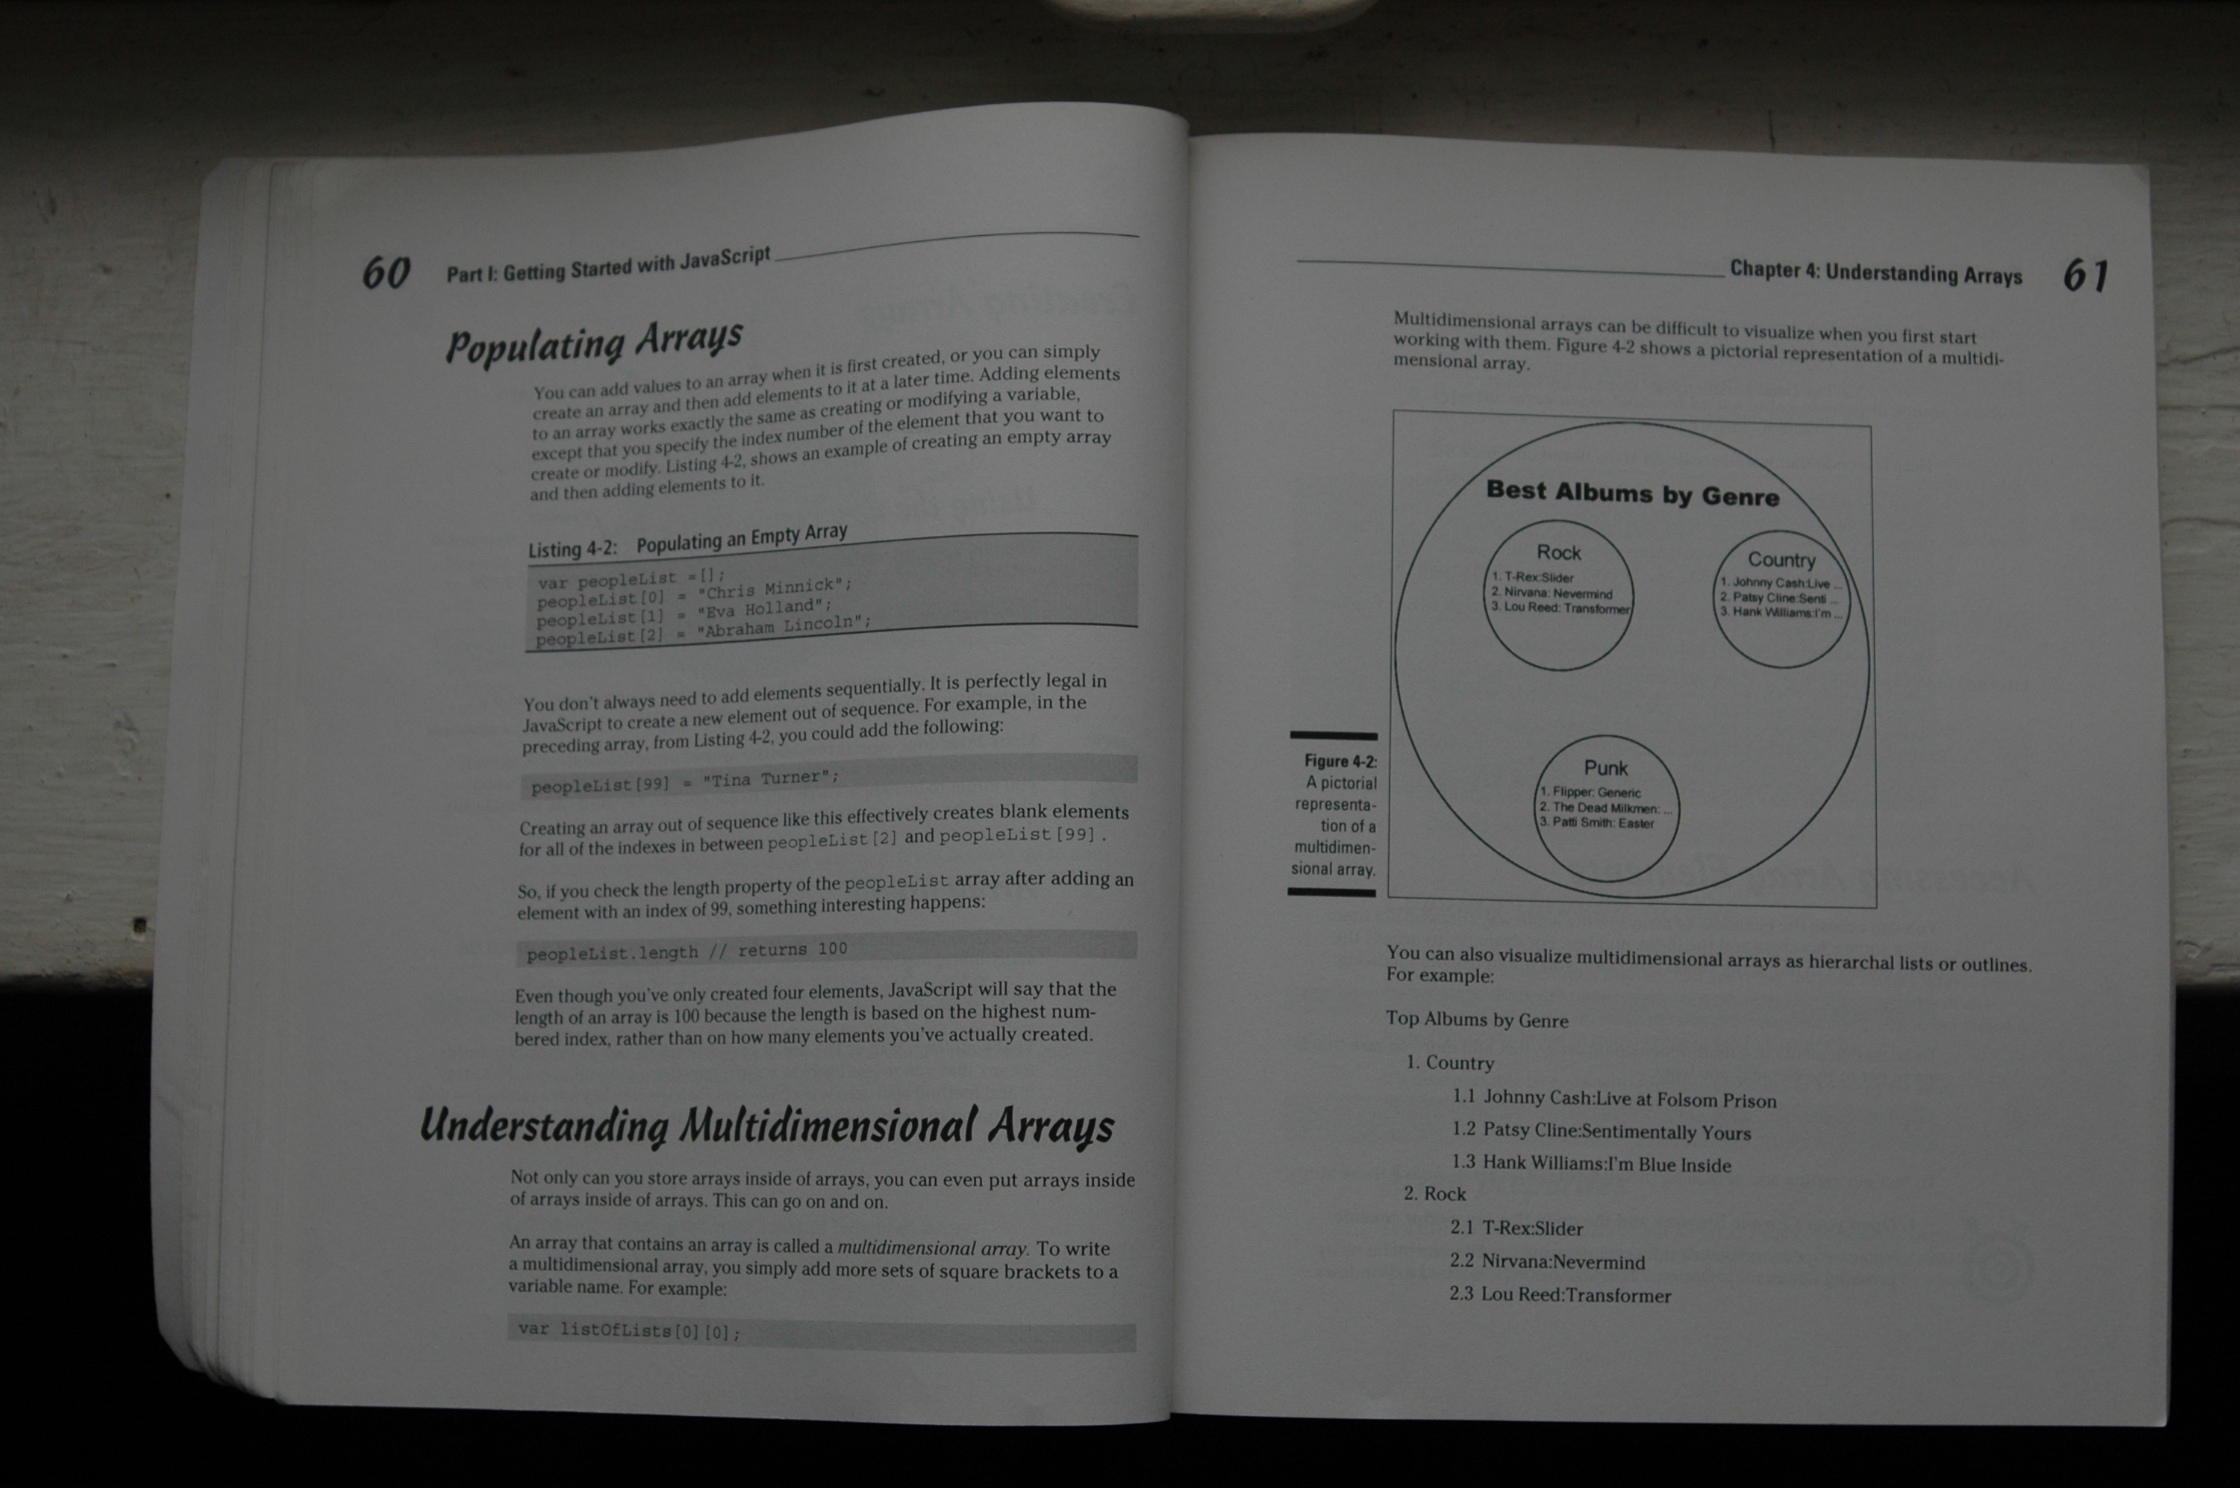 60 Part I: Getting Started with JavaScript
Populating Arrays
You can add values to an array when it is first created, or you can simply
create an array and then add elements to it at a later time. Adding elements
to an array works exactly the same as creating or modifying a variable,
except that you specify the index number of the element that you want to
create or modify. Listing 4-2, shows an example of creating an empty array
and then adding elements to it.
Listing 4-2: Populating an Empty Array
var peopleList =[];
peopleList[0] = "Chris Minnick";
peopleList[1] = "Eva Holland";
peopleList[2] = "Abraham Lincoln";
You don't always need to add elements sequentially. It is perfectly legal in
JavaScript to create a new element out of sequence. For example, in the
preceding array, from Listing 4-2, you could add the following:
peopleList[99] = "Tina Turner";
Creating an array out of sequence like this effectively creates blank elements
for all of the indexes in between peopleList[2] and peopleList[99].
So, if you check the length property of the peopleList array after adding an
element with an index of 99, something interesting happens:
peopleList.length // returns 100
Even though you've only created four elements, JavaScript will say that the
length of an array is 100 because the length is based on the highest num-
bered index, rather than on how many elements you've actually created.
Understanding Multidimensional Arrays
Not only can you store arrays inside of arrays, you can even put arrays inside
of arrays inside of arrays. This can go on and on.
An array that contains an array is called a multidimensional array. To write
a multidimensional array, you simply add more sets of square brackets to a
variable name. For example:
var listOfLists[0][0];
Chapter 4: Understanding Arrays 61
Multidimensional arrays can be difficult to visualize when you first start
working with them. Figure 4-2 shows a pictorial representation of a multidi-
mensional array.
Best Albums by Genre
Rock
1. T-Rex:Slider
2. Nirvana: Nevermind
3. Lou Reed: Transformer
Country
1. Johnny Cash:Live ...
2. Patsy Cline:Senti ...
3. Hank Williams:I'm ...
Punk
1. Flipper: Generic
2. The Dead Milkmen: ...
3. Patti Smith: Easter
Figure 4-2:
A pictorial
representa-
tion of a
multidimen-
sional array.
You can also visualize multidimensional arrays as hierarchal lists or outlines.
For example:
Top Albums by Genre
1. Country
1.1 Johnny Cash:Live at Folsom Prison
1.2 Patsy Cline:Sentimentally Yours
1.3 Hank Williams:I'm Blue Inside
2. Rock
2.1 T-Rex:Slider
2.2 Nirvana:Nevermind
2.3 Lou Reed:Transformer